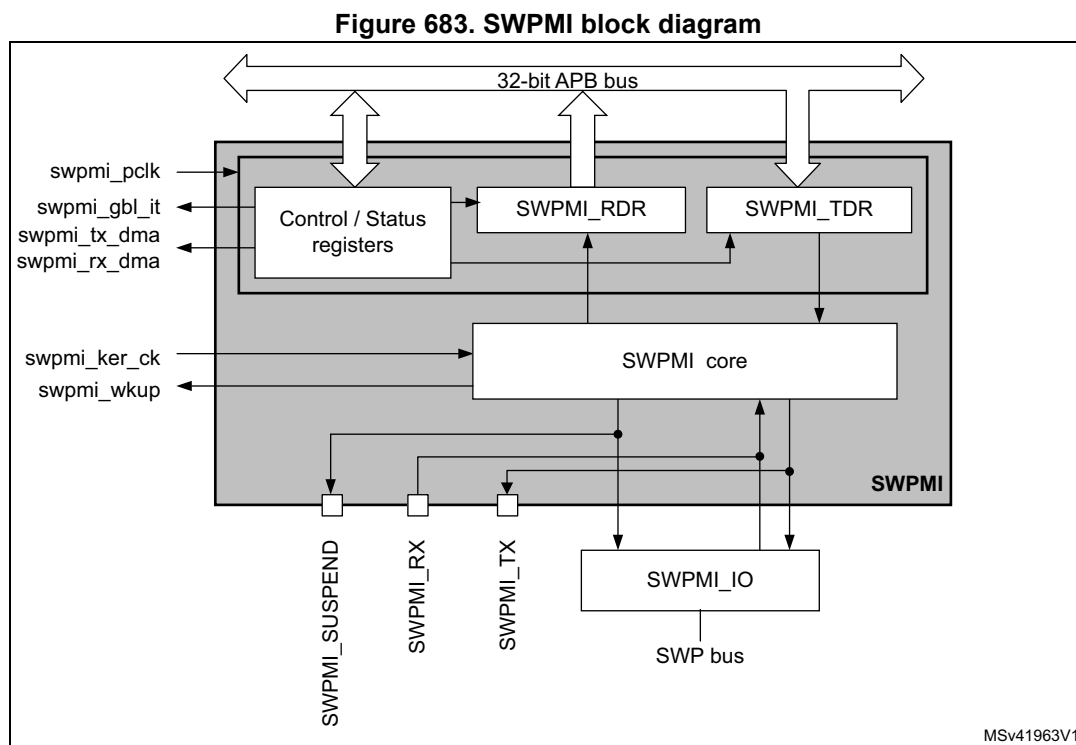 Figure 683. SWPMI block diagram
32-bit APB bus
swpmi_pclk
swpmi_gbl_it
swpmi_tx_dma
swpmi_rx_dma
Control / Status
registers
SWPMI_RDR
SWPMI_TDR
swpmi_ker_ck
swpmi_wkup
SWPMI core
SWPMI
SWPMI_SUSPEND
SWPMI_RX
SWPMI_TX
SWPMI_IO
SWP bus
MSv41963V1